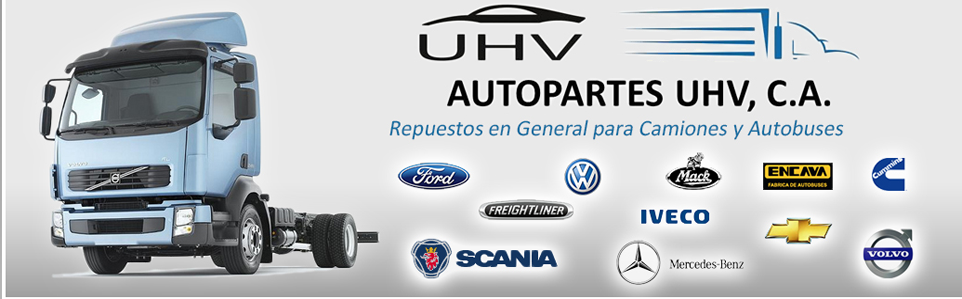 UHV
AUTOPARTES UHV, C.A.
Repuestos en General para Camiones y Autobuses
Ford
Mack
ENCAVA
FABRICA DE AUTOBUSES
Cummins
FREIGHTLINER
IVECO
SCANIA
Mercedes-Benz
VOLVO